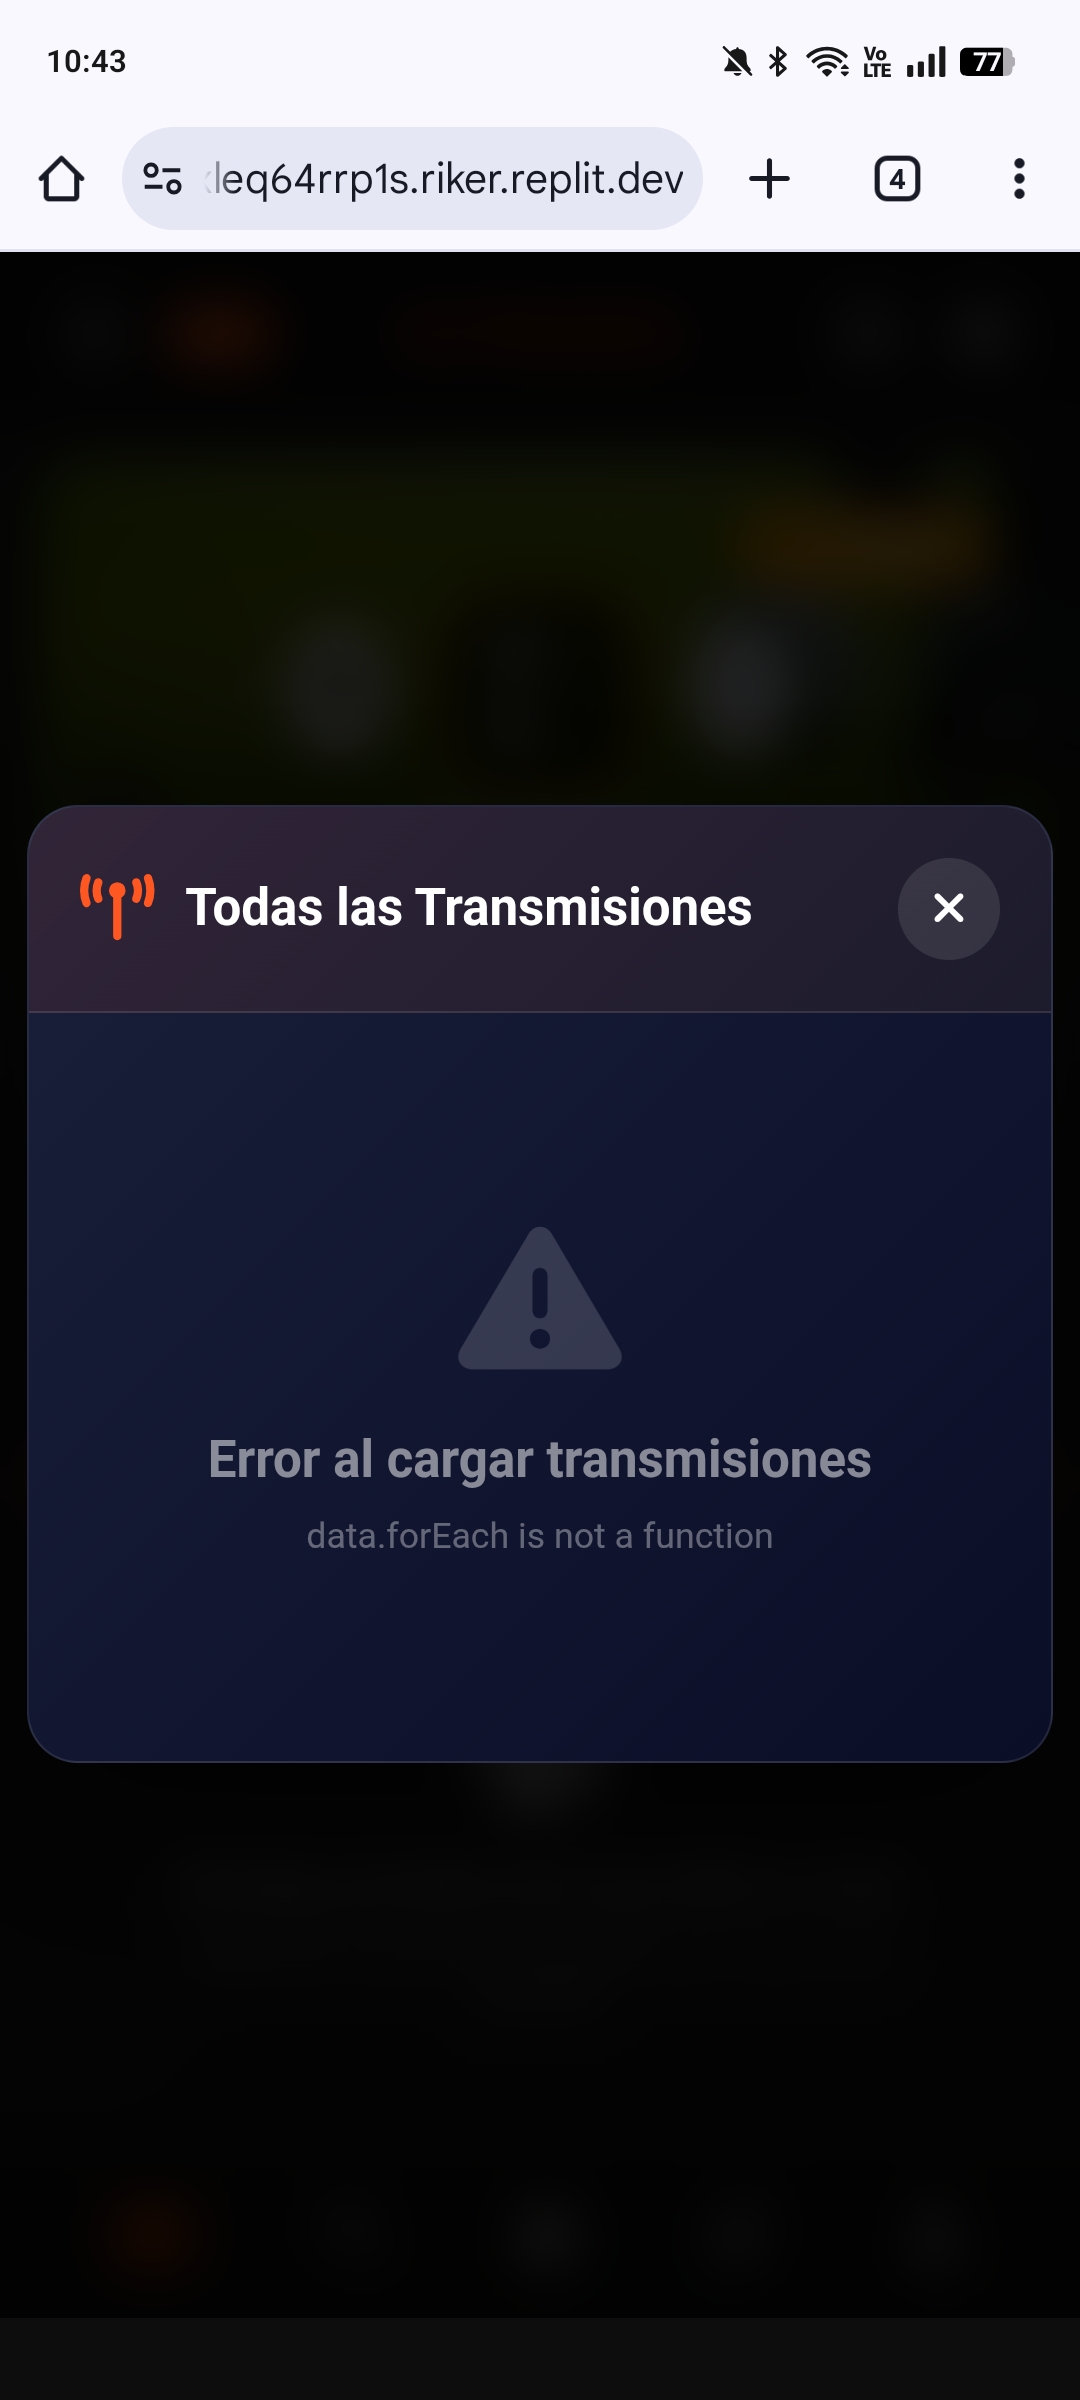 10:43
Vo
LTE
77
leq64rrp1s.riker.replit.dev
4
Todas las Transmisiones
Error al cargar transmisiones
data.forEach is not a function